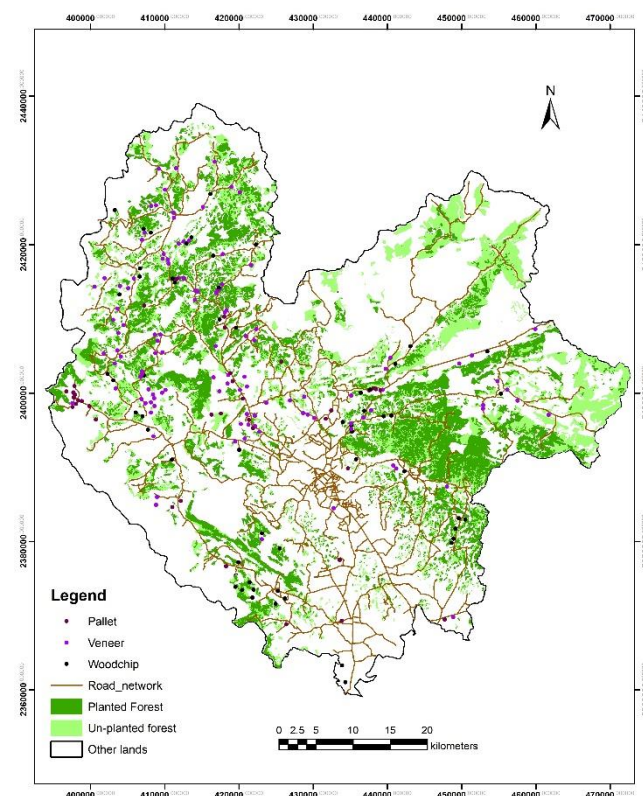 400000 410000 420000 430000 440000 450000 460000 470000
N
2440000
2420000
2400000
2380000
2360000
Legend
Pallet
Veneer
Woodchip
Road_network
Planted Forest
Un-planted forest
Other lands
0 2.5 5 10 15 20
kilometers
400000 410000 420000 430000 440000 450000 460000 470000